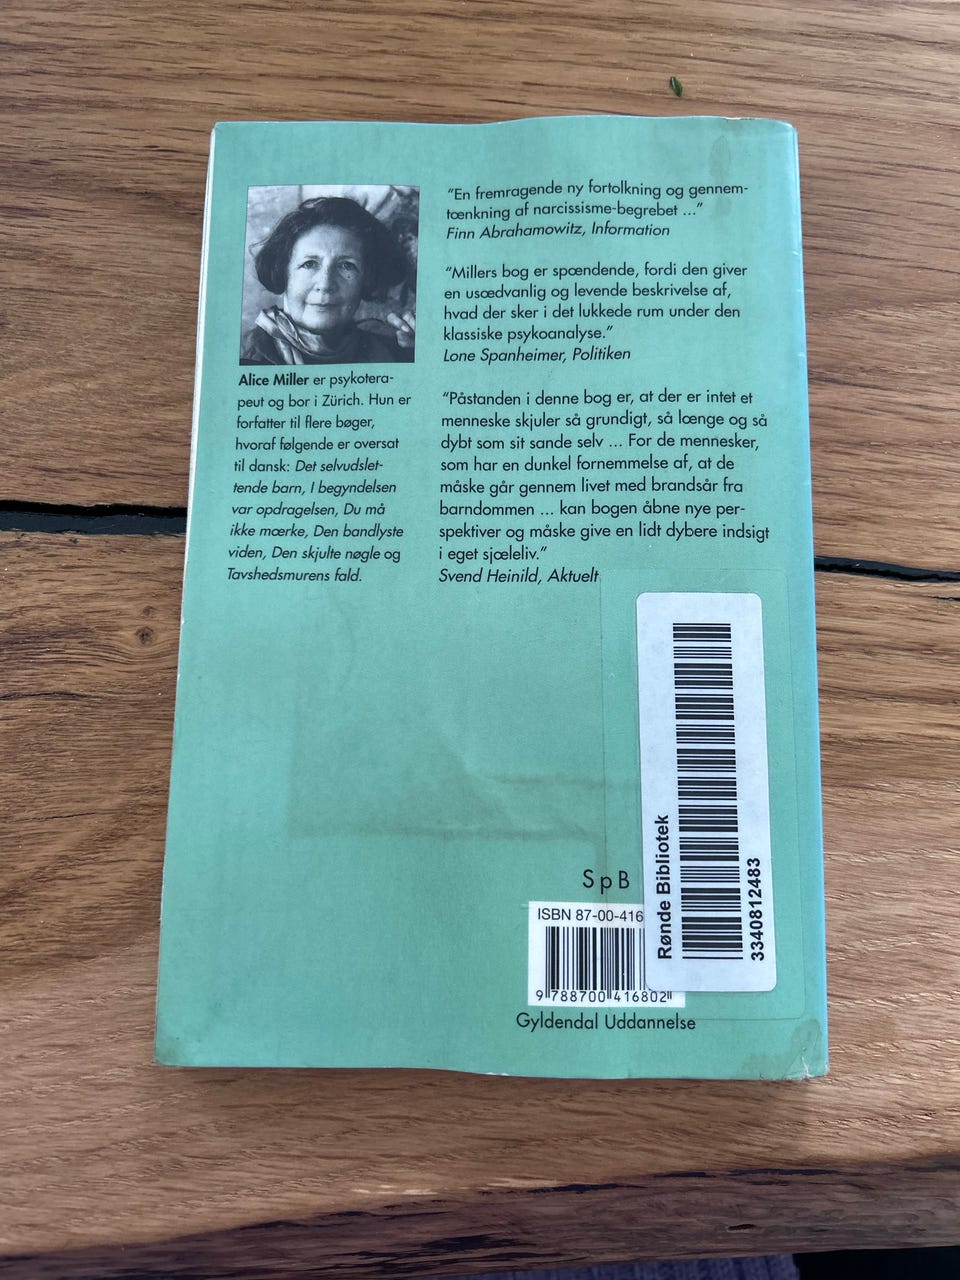 Alice Miller er psykotera-
peut og bor i Zürich. Hun er
forfatter til flere bøger,
hvoraf følgende er oversat
til dansk: Det selvudslet-
tende barn, I begyndelsen
var opdragelsen, Du må
ikke mærke, Den bandlyste
viden, Den skjulte nøgle og
Tavshedsmurens fald.
“En fremragende ny fortolkning og gennem-
tænkning af narcissisme-begrebet ...”
Finn Abrahamowitz, Information
“Millers bog er spændende, fordi den giver
en usædvanlig og levende beskrivelse af,
hvad der sker i det lukkede rum under den
klassiske psykoanalyse.”
Lone Spanheimer, Politiken
“Påstanden i denne bog er, at der er intet et
menneske skjuler så grundigt, så længe og så
dybt som sit sande selv ... For de mennesker,
som har en dunkel fornemmelse af, at de
måske går gennem livet med brandsår fra
barndommen ... kan bogen åbne nye per-
spektiver og måske give en lidt dybere indsigt
i eget sjæleliv.”
Svend Heinild, Aktuelt
SpB
ISBN 87-00-416
9 788700 416802
Gyldendal Uddannelse
Rønde Bibliotek
3340812483